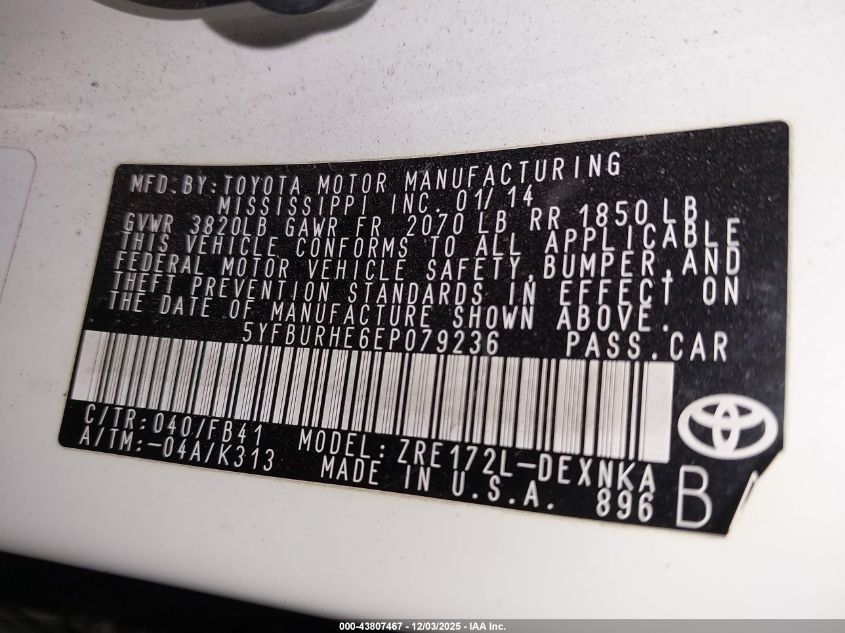 MFD.BY:TOYOTA MOTOR MANUFACTURING
MISSISSIPPI INC. 01/14
GVWR 3820LB GAWR FR 2070LB RR 1850LB
THIS VEHICLE CONFORMS TO ALL APPLICABLE
FEDERAL MOTOR VEHICLE SAFETY,BUMPER,AND
THEFT PREVENTION STANDARDS IN EFFECT ON
THE DATE OF MANUFACTURE SHOWN ABOVE.
5YFBURHE6EP079236 PASS.CAR
C/TR:040/FB41 MODEL:ZRE172L-DEXNKA
A/TM:-04A/K313 MADE IN U.S.A. 896 B
000-43807467 - 12/03/2025 - IAA Inc.